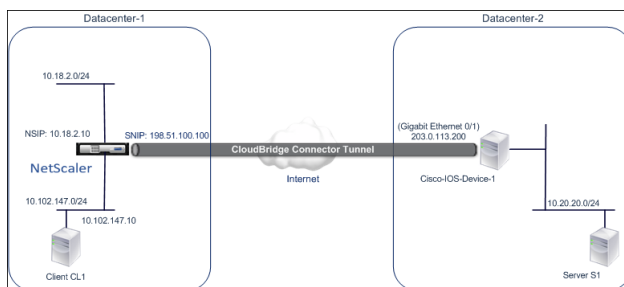 Datacenter-1
Datacenter-2
10.18.2.0/24
NSIP: 10.18.2.10
SNIP: 198.51.100.100
(Gigabit Ethernet 0/1)
203.0.113.200
CloudBridge Connector Tunnel
NetScaler
Internet
Cisco-IOS-Device-1
10.102.147.0/24
10.102.147.10
10.20.20.0/24
Client CL1
Server S1